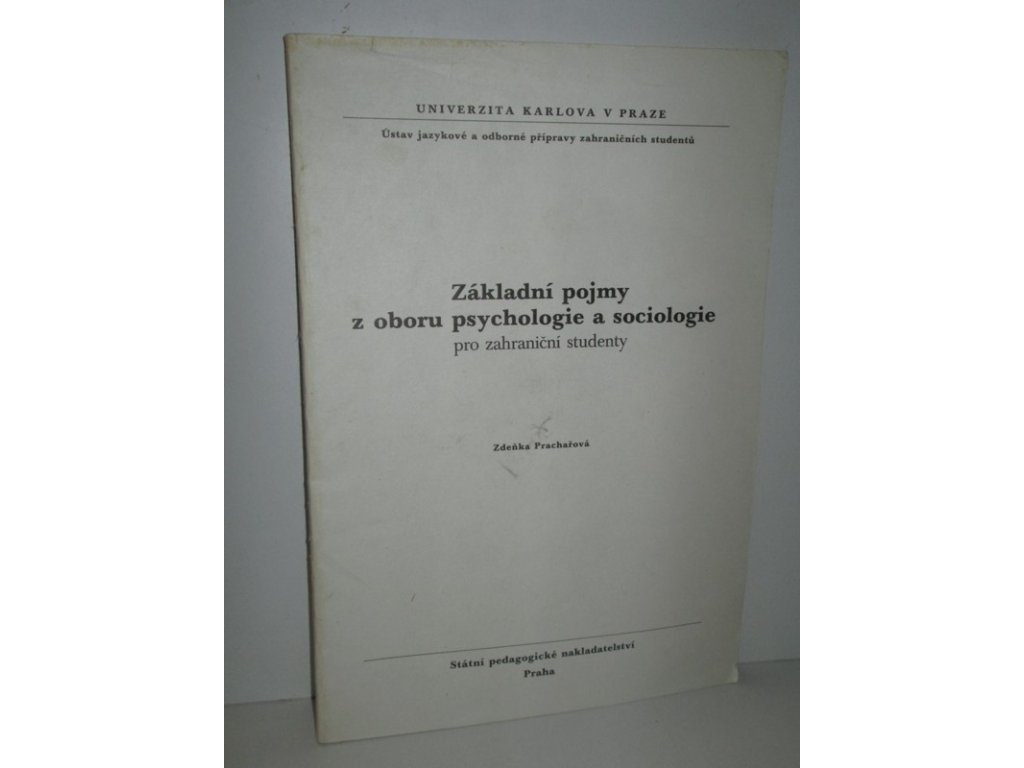 UNIVERZITA KARLOVA V PRAZE
Ústav jazykové a odborné přípravy zahraničních studentů
Základní pojmy
z oboru psychologie a sociologie
pro zahraniční studenty
Zdeňka Prachařová
Státní pedagogické nakladatelství
Praha